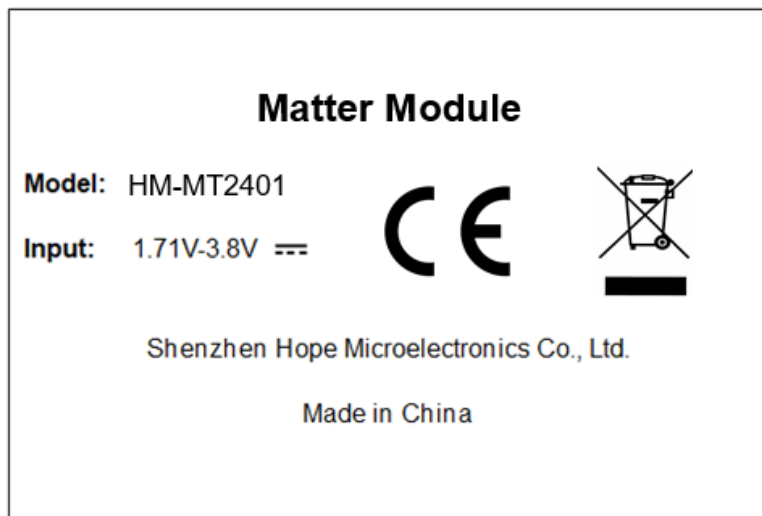 Matter Module
Model: HM-MT2401
Input: 1.71V-3.8V ⎓
CE
Shenzhen Hope Microelectronics Co., Ltd.
Made in China